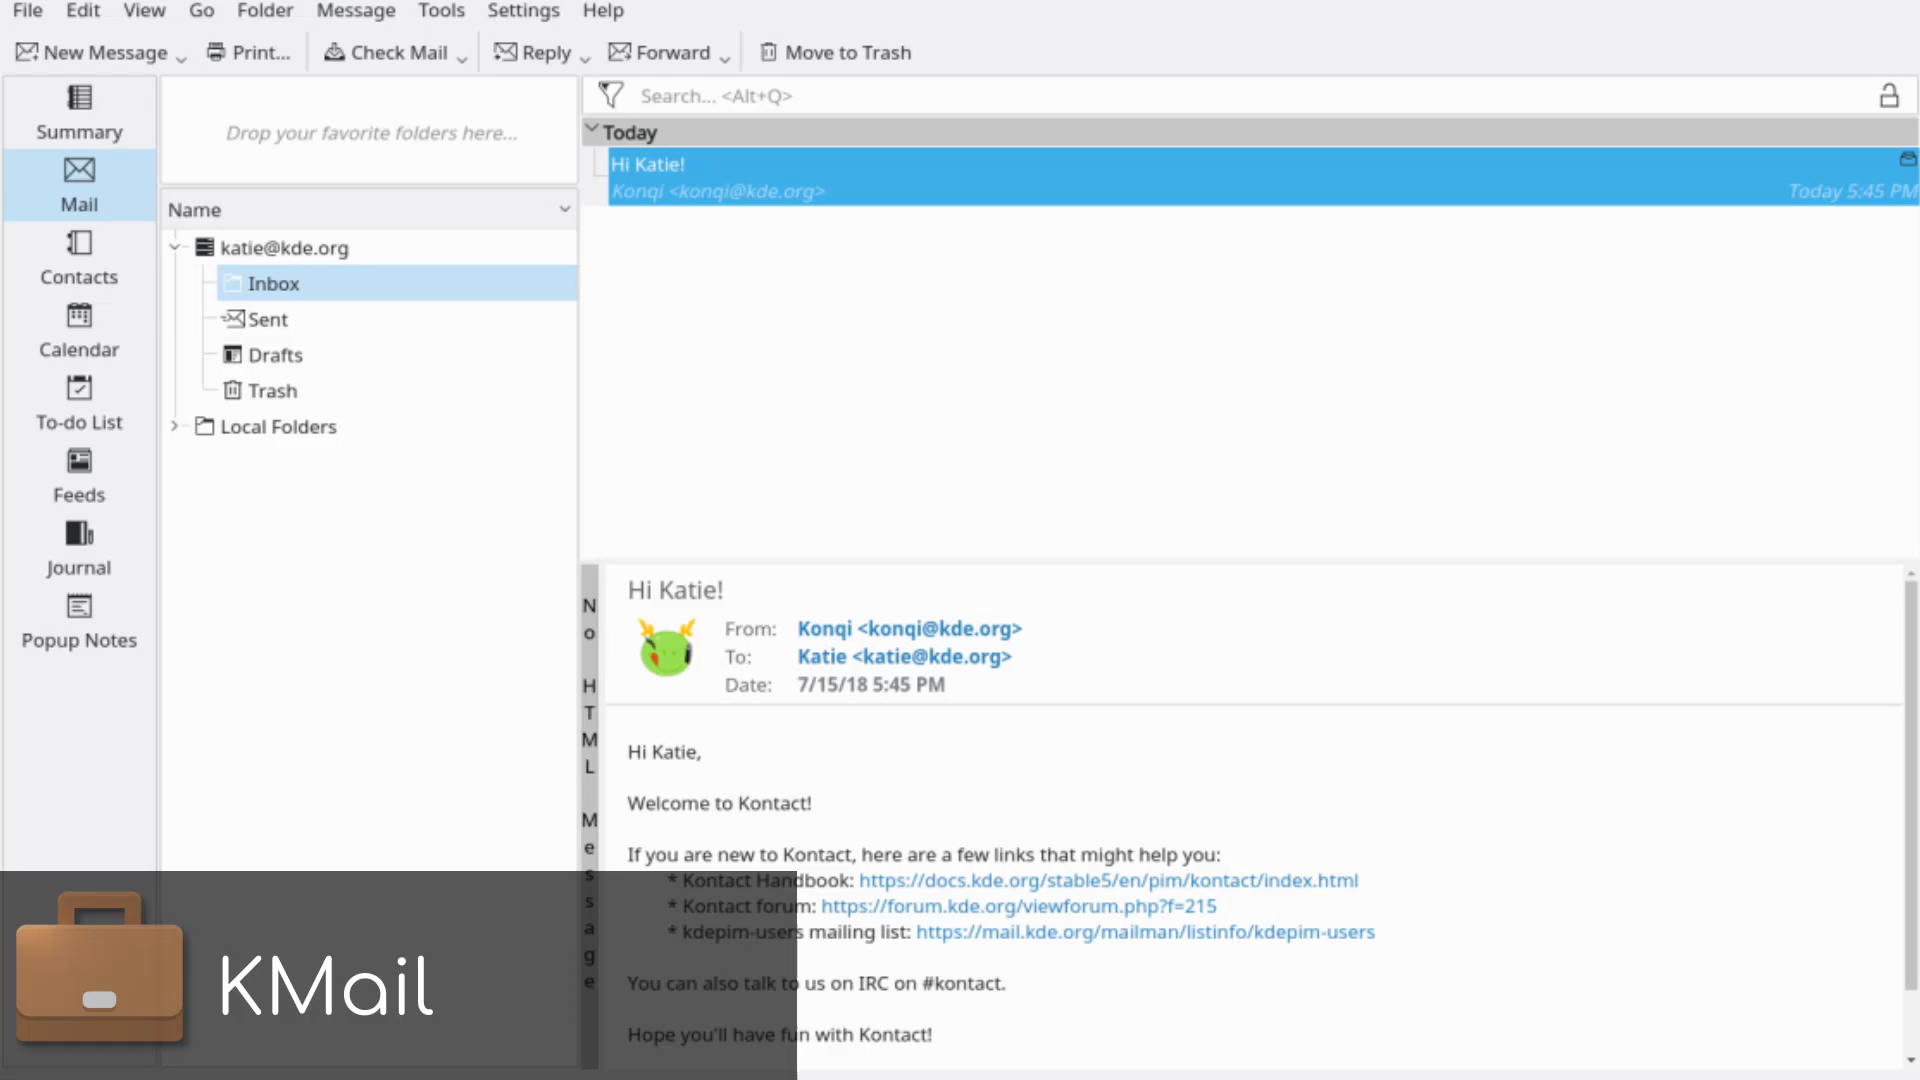 File Edit View Go Folder Message Tools Settings Help
New Message Print... Check Mail Reply Forward Move to Trash
Summary
Mail
Contacts
Calendar
To-do List
Feeds
Journal
Popup Notes
Drop your favorite folders here...
Name
katie@kde.org
Inbox
Sent
Drafts
Trash
Local Folders
Search... <Alt+Q>
Today
Hi Katie!
Konqi <konqi@kde.org> Today 5:45 PM
No HTML Message
Hi Katie!
From: Konqi <konqi@kde.org>
To: Katie <katie@kde.org>
Date: 7/15/18 5:45 PM
Hi Katie,
Welcome to Kontact!
If you are new to Kontact, here are a few links that might help you:
* Kontact Handbook: https://docs.kde.org/stable5/en/pim/kontact/index.html
* Kontact forum: https://forum.kde.org/viewforum.php?f=215
* kdepim-users mailing list: https://mail.kde.org/mailman/listinfo/kdepim-users
You can also talk to us on IRC on #kontact.
Hope you'll have fun with Kontact!
KMail